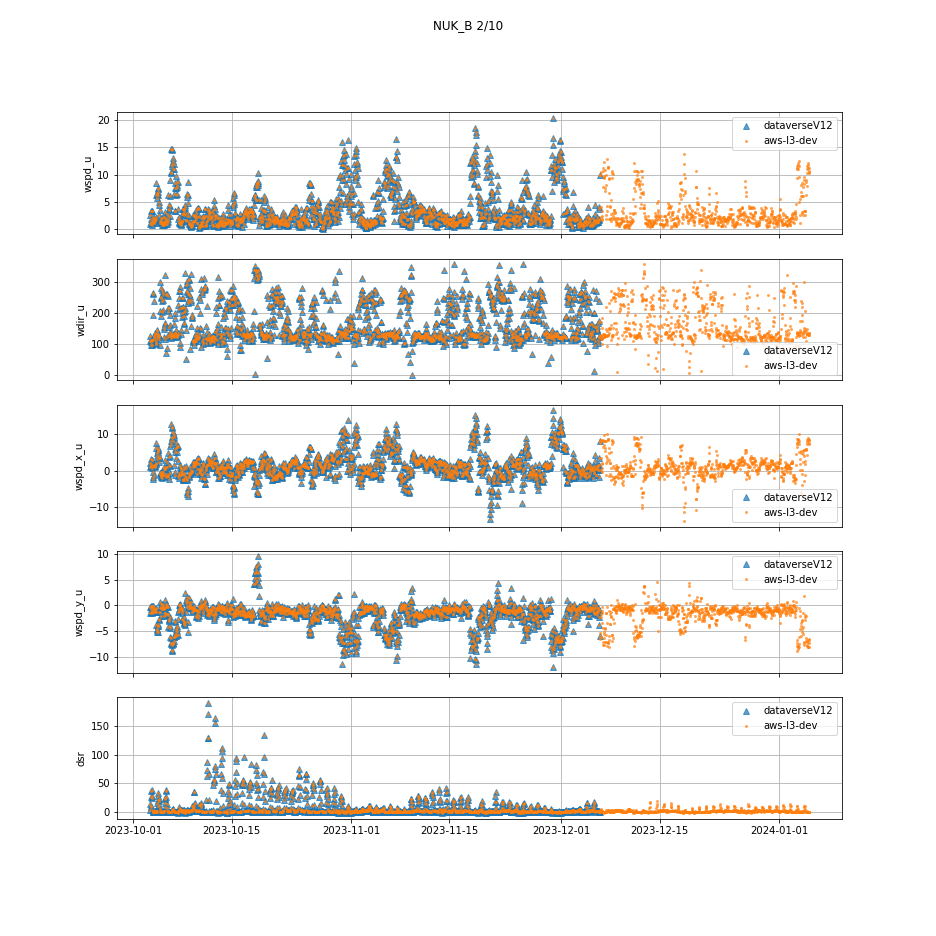 NUK_B 2/10
20
15
10
5
0
wspd_u
dataverseV12
aws-l3-dev
300
200
100
0
wdir_u
dataverseV12
aws-l3-dev
10
0
−10
wspd_x_u
dataverseV12
aws-l3-dev
10
5
0
−5
−10
wspd_y_u
dataverseV12
aws-l3-dev
150
100
50
0
dsr
dataverseV12
aws-l3-dev
2023-10-01 2023-10-15 2023-11-01 2023-11-15 2023-12-01 2023-12-15 2024-01-01